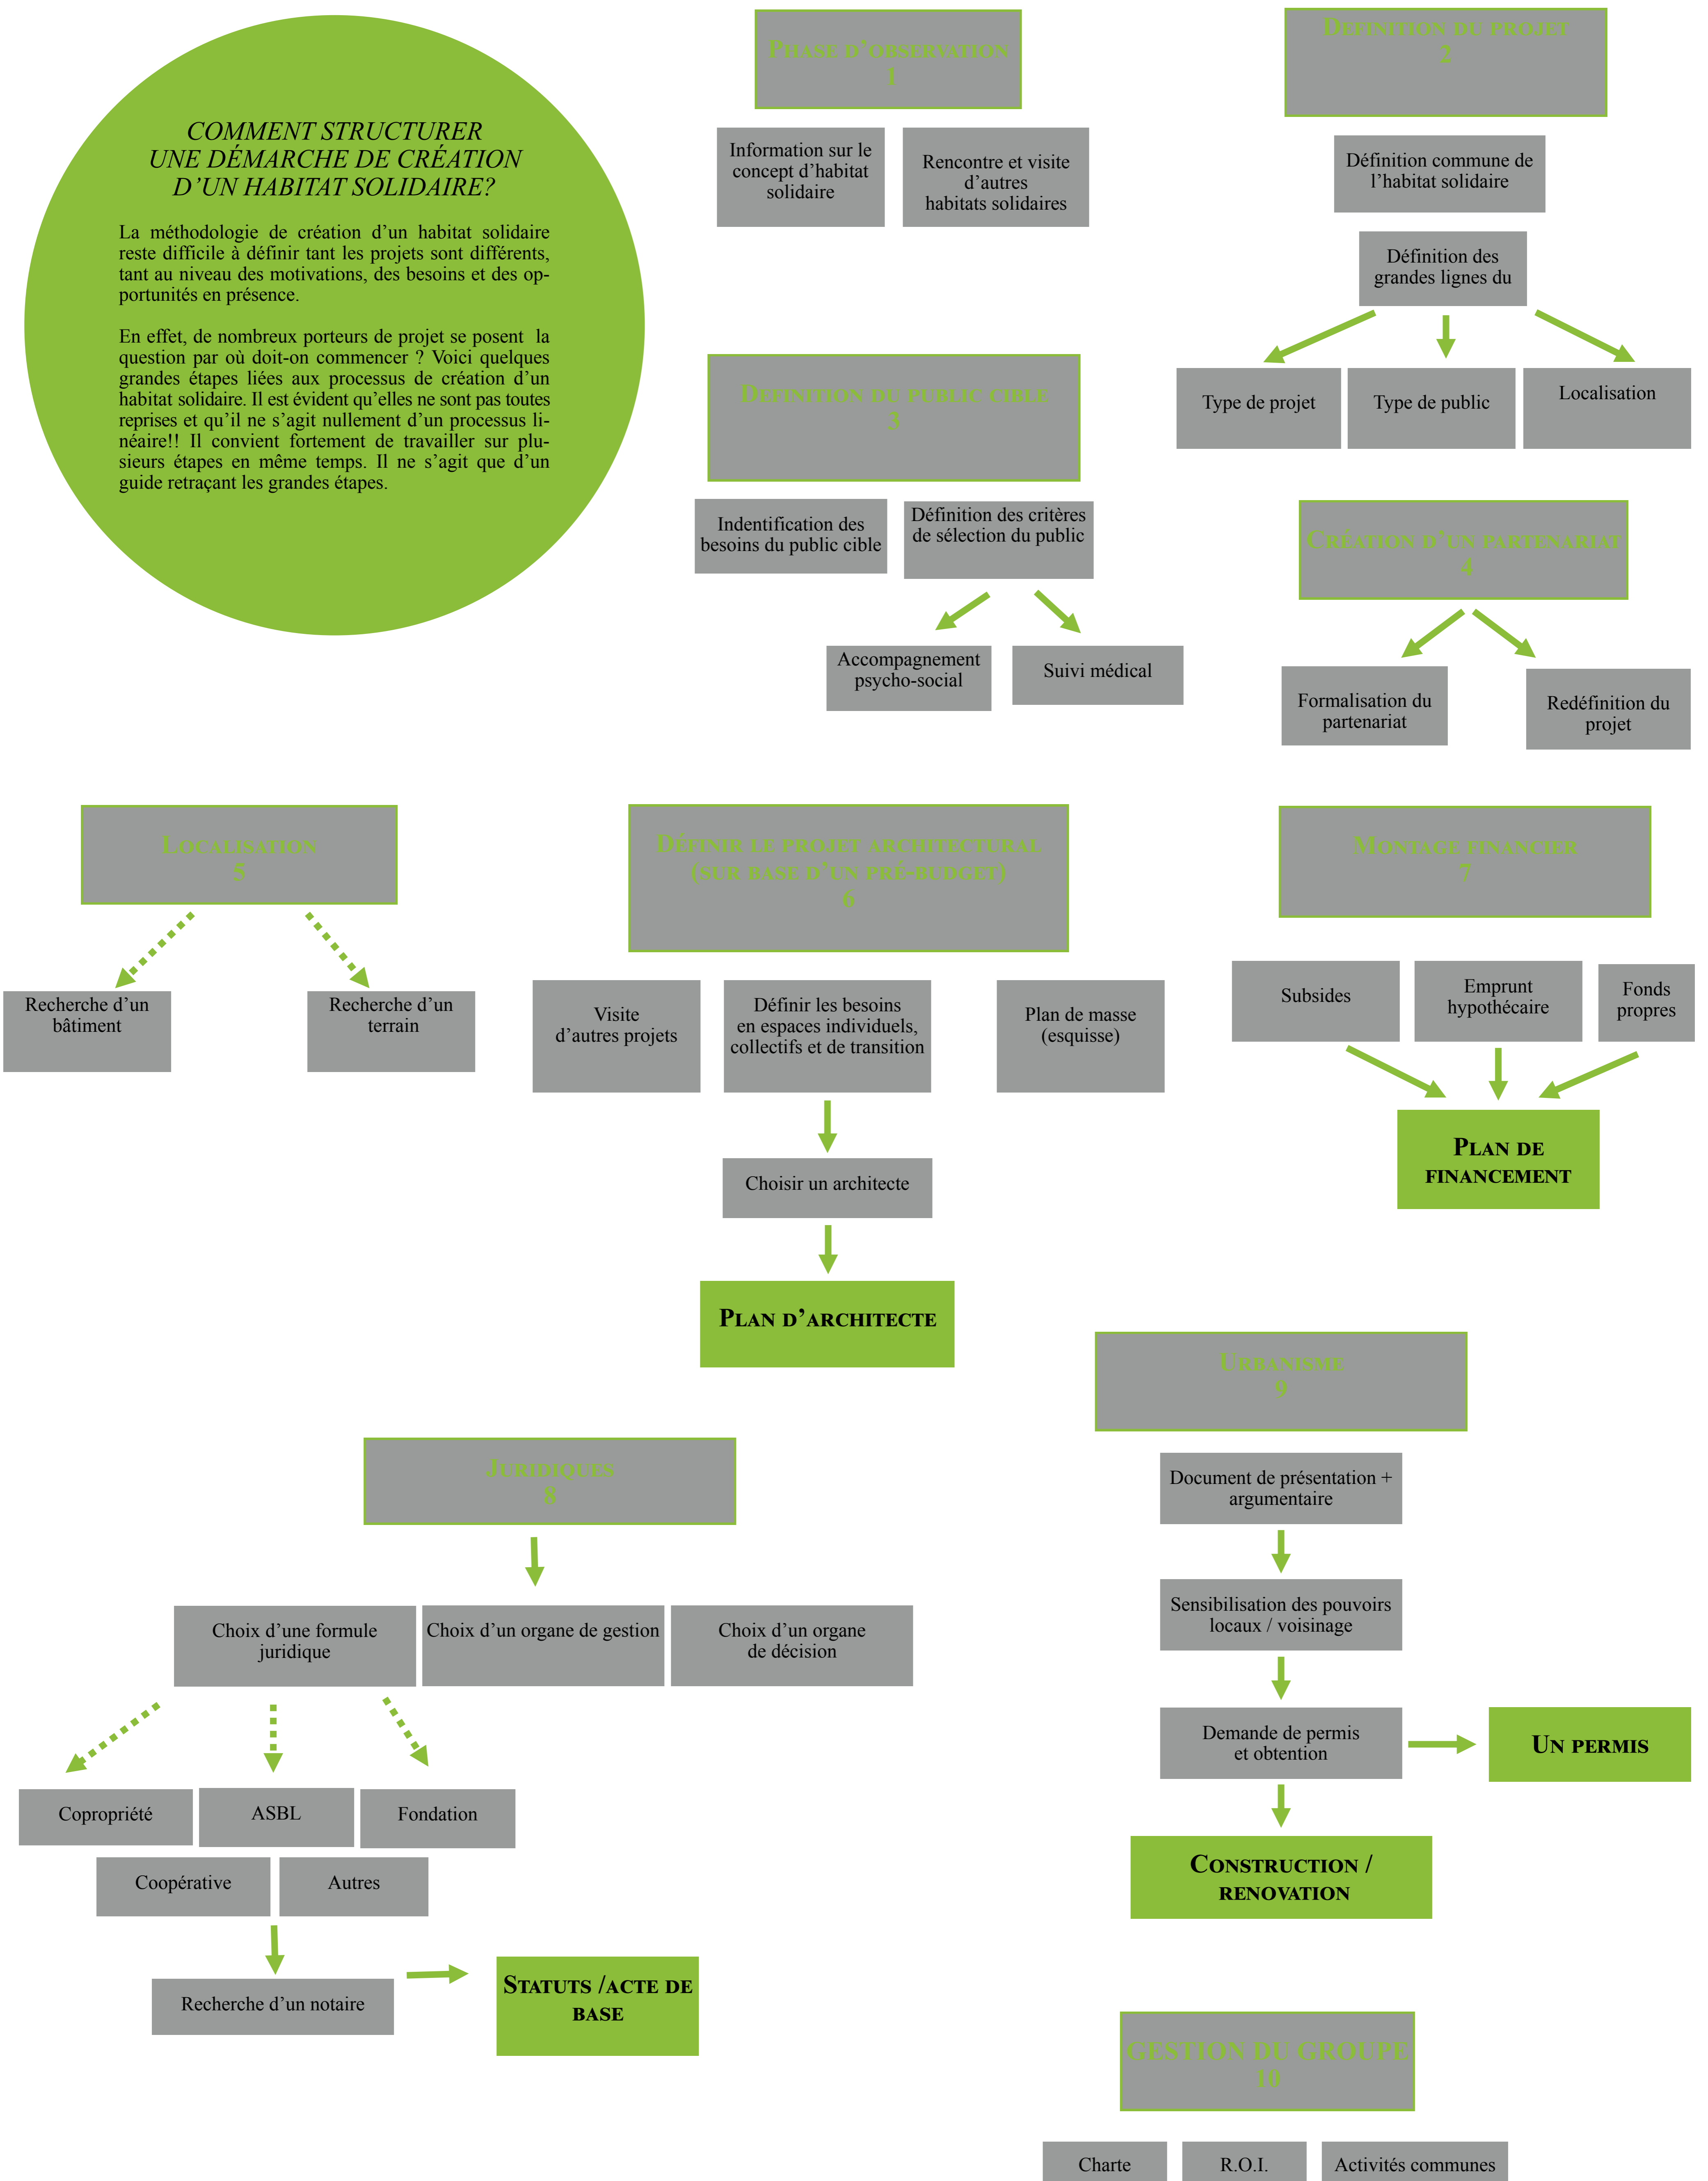 COMMENT STRUCTURER
UNE DÉMARCHE DE CRÉATION
D’UN HABITAT SOLIDAIRE?
La méthodologie de création d’un habitat solidaire
reste difficile à définir tant les projets sont différents,
tant au niveau des motivations, des besoins et des op-
portunités en présence.
En effet, de nombreux porteurs de projet se posent la
question par où doit-on commencer ? Voici quelques
grandes étapes liées aux processus de création d’un
habitat solidaire. Il est évident qu’elles ne sont pas toutes
reprises et qu’il ne s’agit nullement d’un processus li-
néaire!! Il convient fortement de travailler sur plu-
sieurs étapes en même temps. Il ne s’agit que d’un
guide retraçant les grandes étapes.
PHASE D’OBSERVATION
1
Information sur le
concept d’habitat
solidaire
Rencontre et visite
d’autres
habitats solidaires
DEFINITION DU PROJET
2
Définition commune de
l’habitat solidaire
Définition des
grandes lignes du
Type de projet
Type de public
Localisation
DEFINITION DU PUBLIC CIBLE
3
Indentification des
besoins du public cible
Définition des critères
de sélection du public
Accompagnement
psycho-social
Suivi médical
CRÉATION D’UN PARTENARIAT
4
Formalisation du
partenariat
Redéfinition du
projet
LOCALISATION
5
Recherche d’un
bâtiment
Recherche d’un
terrain
DÉFINIR LE PROJET ARCHITECTURAL
(SUR BASE D’UN PRÉ-BUDGET)
6
Visite
d’autres projets
Définir les besoins
en espaces individuels,
collectifs et de transition
Plan de masse
(esquisse)
Choisir un architecte
PLAN D’ARCHITECTE
MONTAGE FINANCIER
7
Subsides
Emprunt
hypothécaire
Fonds
propres
PLAN DE
FINANCEMENT
JURIDIQUES
8
Choix d’une formule
juridique
Choix d’un organe de gestion
Choix d’un organe
de décision
Copropriété
ASBL
Fondation
Coopérative
Autres
Recherche d’un notaire
STATUTS /ACTE DE
BASE
URBANISME
9
Document de présentation +
argumentaire
Sensibilisation des pouvoirs
locaux / voisinage
Demande de permis
et obtention
UN PERMIS
CONSTRUCTION /
RENOVATION
GESTION DU GROUPE
10
Charte
R.O.I.
Activités communes